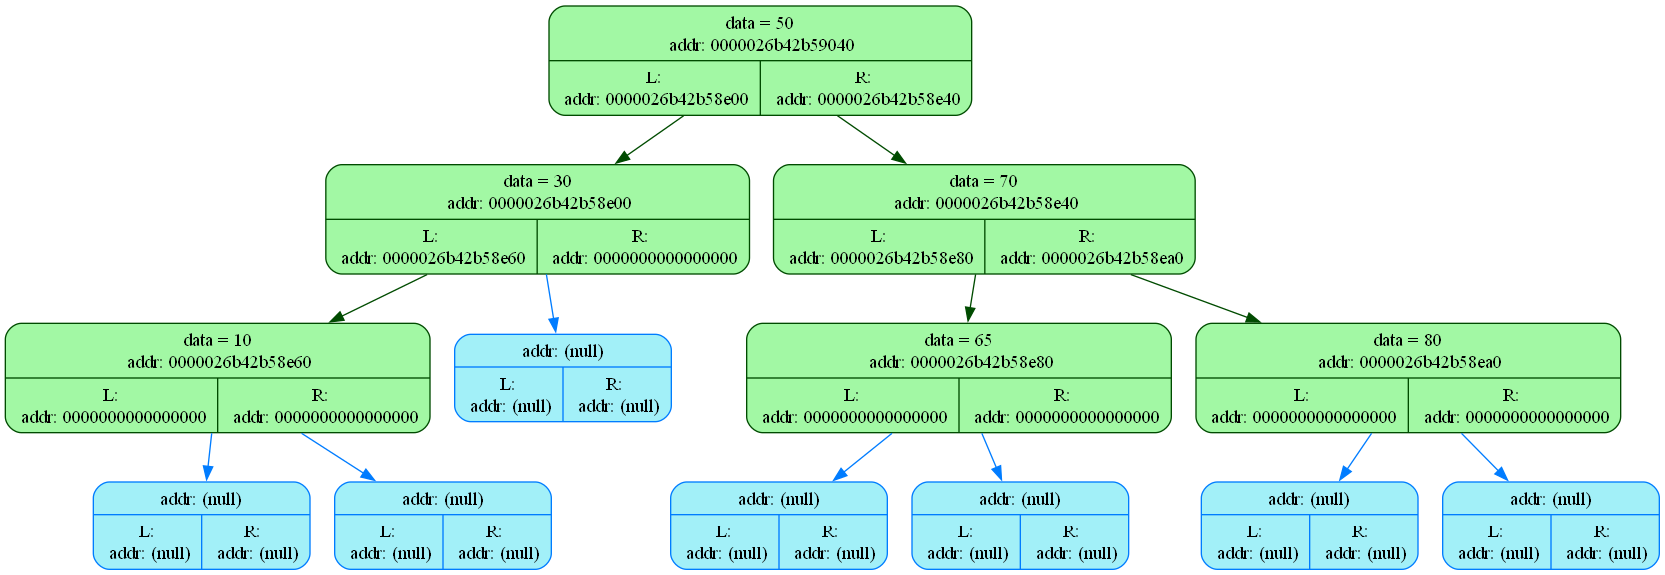 data = 50
addr: 0000026b42b59040
L:
addr: 0000026b42b58e00
R:
addr: 0000026b42b58e40
data = 30
addr: 0000026b42b58e00
L:
addr: 0000026b42b58e60
R:
addr: 0000000000000000
data = 70
addr: 0000026b42b58e40
L:
addr: 0000026b42b58e80
R:
addr: 0000026b42b58ea0
data = 10
addr: 0000026b42b58e60
L:
addr: 0000000000000000
R:
addr: 0000000000000000
addr: (null)
L:
addr: (null)
R:
addr: (null)
data = 65
addr: 0000026b42b58e80
L:
addr: 0000000000000000
R:
addr: 0000000000000000
data = 80
addr: 0000026b42b58ea0
L:
addr: 0000000000000000
R:
addr: 0000000000000000
addr: (null)
L:
addr: (null)
R:
addr: (null)
addr: (null)
L:
addr: (null)
R:
addr: (null)
addr: (null)
L:
addr: (null)
R:
addr: (null)
addr: (null)
L:
addr: (null)
R:
addr: (null)
addr: (null)
L:
addr: (null)
R:
addr: (null)
addr: (null)
L:
addr: (null)
R:
addr: (null)